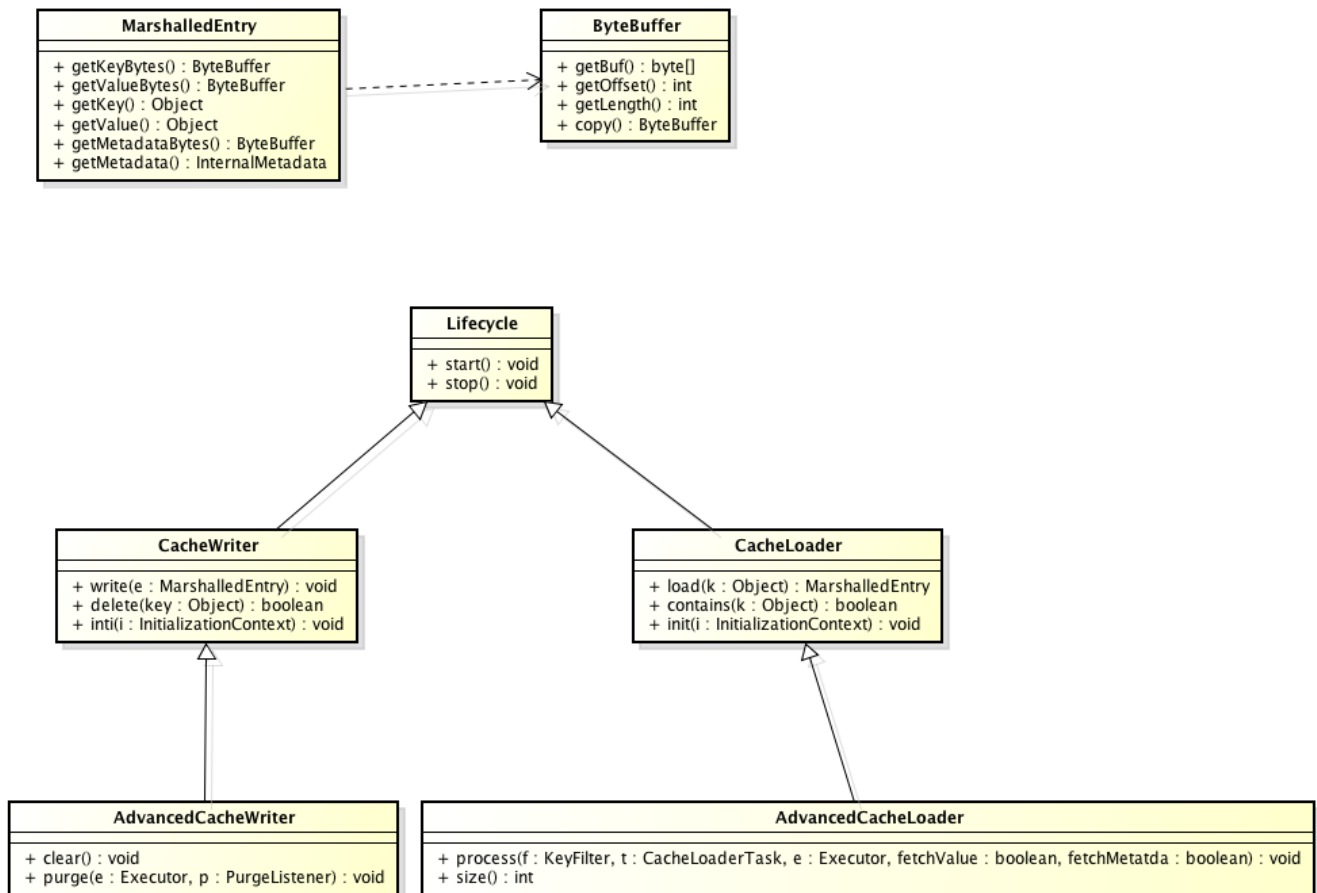 MarshalledEntry
+ getKeyBytes() : ByteBuffer
+ getValueBytes() : ByteBuffer
+ getKey() : Object
+ getValue() : Object
+ getMetadataBytes() : ByteBuffer
+ getMetadata() : InternalMetadata
ByteBuffer
+ getBuf() : byte[]
+ getOffset() : int
+ getLength() : int
+ copy() : ByteBuffer
Lifecycle
+ start() : void
+ stop() : void
CacheWriter
+ write(e : MarshalledEntry) : void
+ delete(key : Object) : boolean
+ inti(i : InitializationContext) : void
CacheLoader
+ load(k : Object) : MarshalledEntry
+ contains(k : Object) : boolean
+ init(i : InitializationContext) : void
AdvancedCacheWriter
+ clear() : void
+ purge(e : Executor, p : PurgeListener) : void
AdvancedCacheLoader
+ process(f : KeyFilter, t : CacheLoaderTask, e : Executor, fetchValue : boolean, fetchMetatda : boolean) : void
+ size() : int